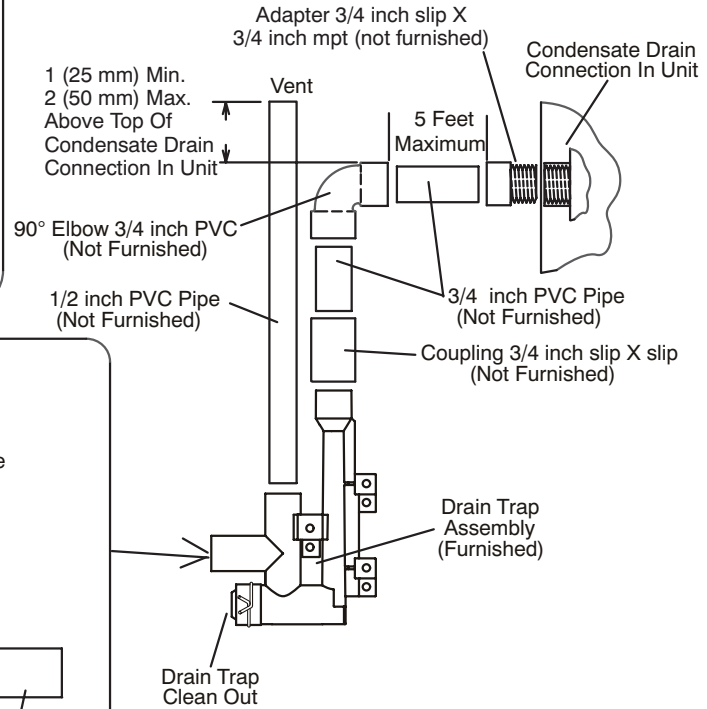 Adapter 3/4 inch slip X
3/4 inch mpt (not furnished)
Condensate Drain
Connection In Unit
1 (25 mm) Min.
2 (50 mm) Max.
Above Top Of
Condensate Drain
Connection In Unit
Vent
5 Feet
Maximum
90° Elbow 3/4 inch PVC
(Not Furnished)
1/2 inch PVC Pipe
(Not Furnished)
3/4 inch PVC Pipe
(Not Furnished)
Coupling 3/4 inch slip X slip
(Not Furnished)
e
Drain Trap
Assembly
(Furnished)
Drain Trap
Clean Out